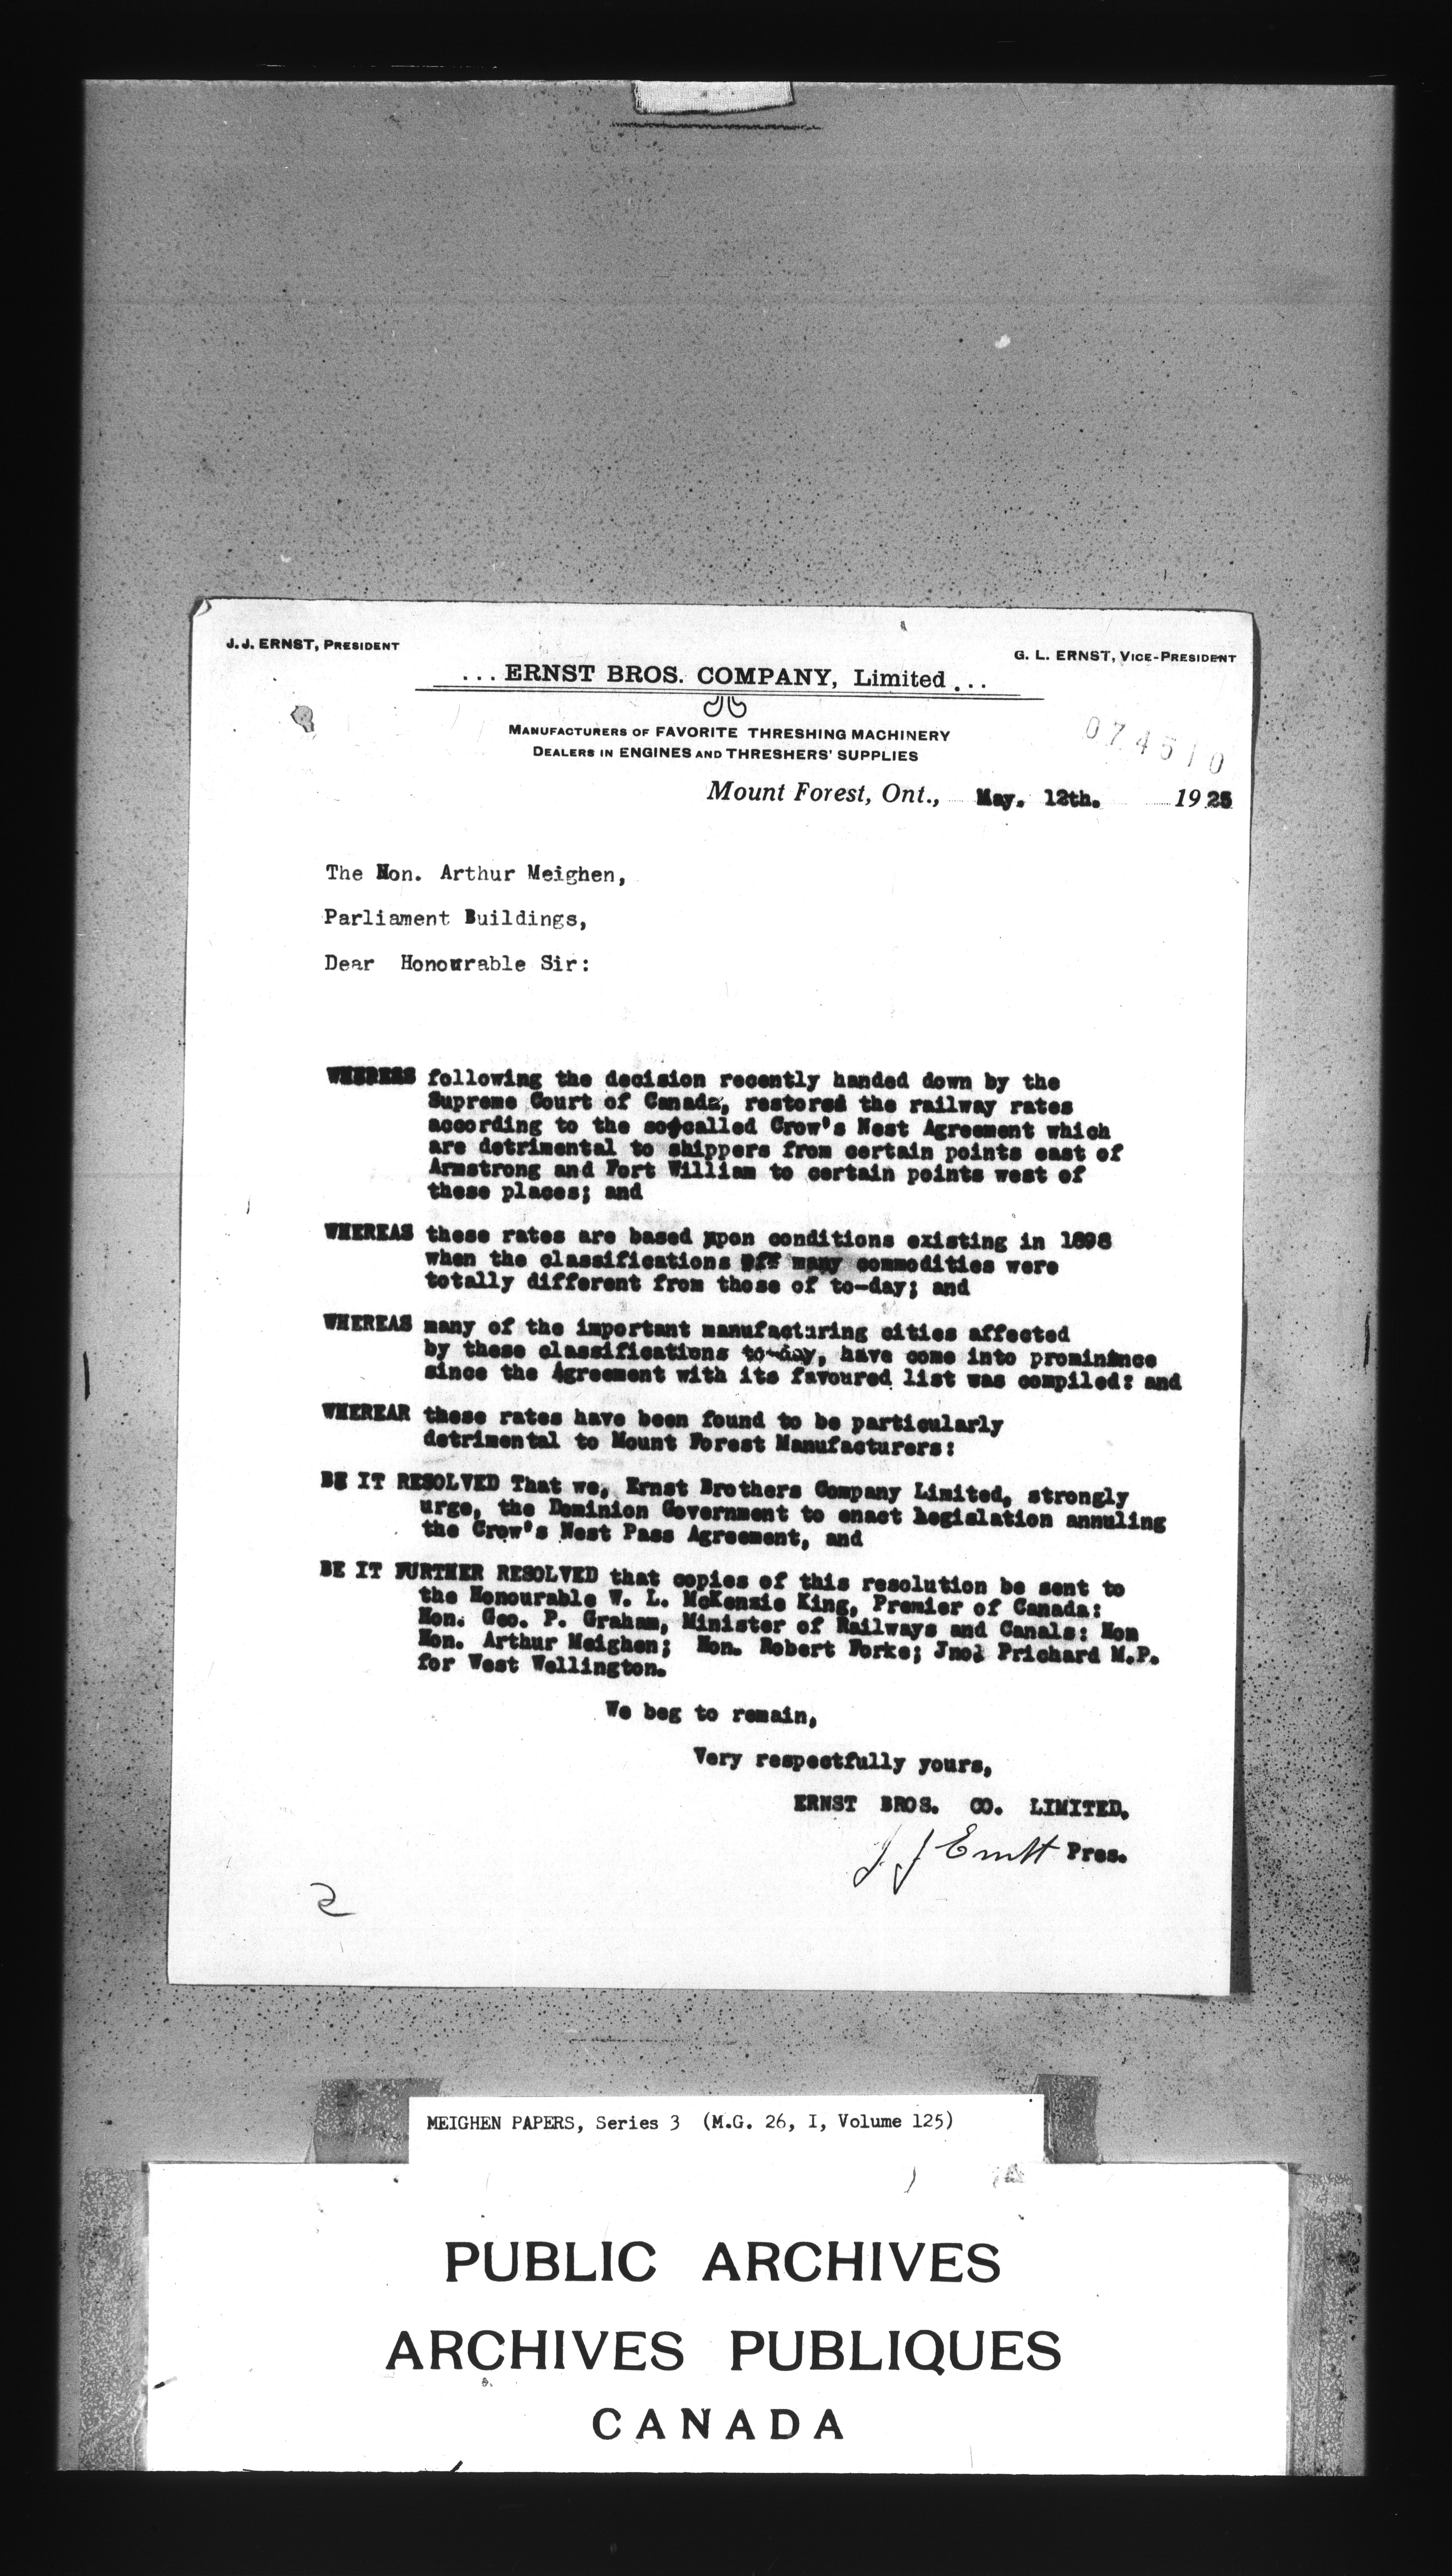 J.J. ERNST, PRESIDENT
G. L. ERNST, VICE-PRESIDENT
... ERNST BROS. COMPANY, Limited ...
MANUFACTURERS OF FAVORITE THRESHING MACHINERY
DEALERS IN ENGINES AND THRESHERS' SUPPLIES
074510
Mount Forest, Ont., May. 12th. 1925
The Hon. Arthur Meighen,
Parliament Buildings,
Dear Honourable Sir:
WHEREAS following the decision recently handed down by the
Supreme Court of Canada, restored the railway rates
according to the so-called Crow's Nest Agreement which
are detrimental to shippers from certain points east of
Armstrong and Fort William to certain points west of
these places; and
WHEREAS these rates are based upon conditions existing in 1898
when the classifications off many commodities were
totally different from those of to-day; and
WHEREAS many of the important manufacturing cities affected
by these classifications to-day, have come into prominince
since the Agreement with its favoured list was compiled: and
WHEREAR these rates have been found to be particularly
detrimental to Mount Forest Manufacturers:
BE IT RESOLVED That we, Ernst Brothers Company Limited, strongly
urge, the Dominion Government to enact legislation annuling
the Crow's Nest Pass Agreement, and
BE IT FURTHER RESOLVED that copies of this resolution be sent to
the Honourable W. L. McKenzie King, Premier of Canada:
Hon. Geo. P. Graham, Minister of Railways and Canals: Hon
Hon. Arthur Meighen; Hon. Robert Forke; Jno. Prichard M.P.
for West Wellington.
We beg to remain,
Very respectfully yours,
ERNST BROS. CO. LIMITED.
J J Ernst Pres.
2
MEIGHEN PAPERS, Series 3 (M.G. 26, I, Volume 125)
PUBLIC ARCHIVES
ARCHIVES PUBLIQUES
CANADA